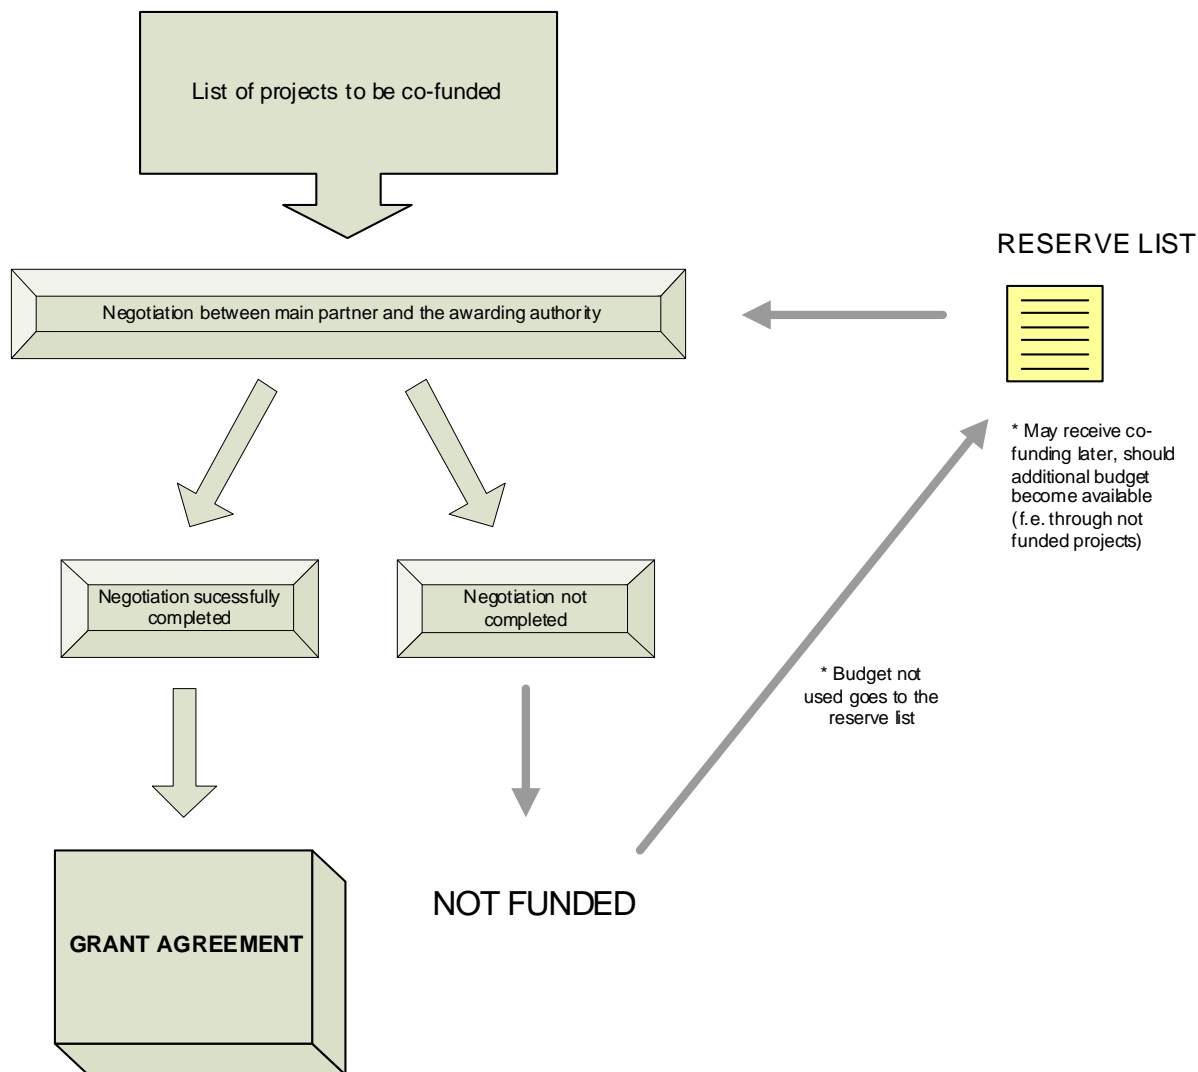 List of projects to be co-funded
RESERVE LIST
Negotiation between main partner and the awarding authority
* May receive co-
funding later, should
additional budget
become available
(f.e. through not
funded projects)
Negotiation sucessfully
completed
Negotiation not
completed
* Budget not
used goes to the
reserve list
NOT FUNDED
GRANT AGREEMENT